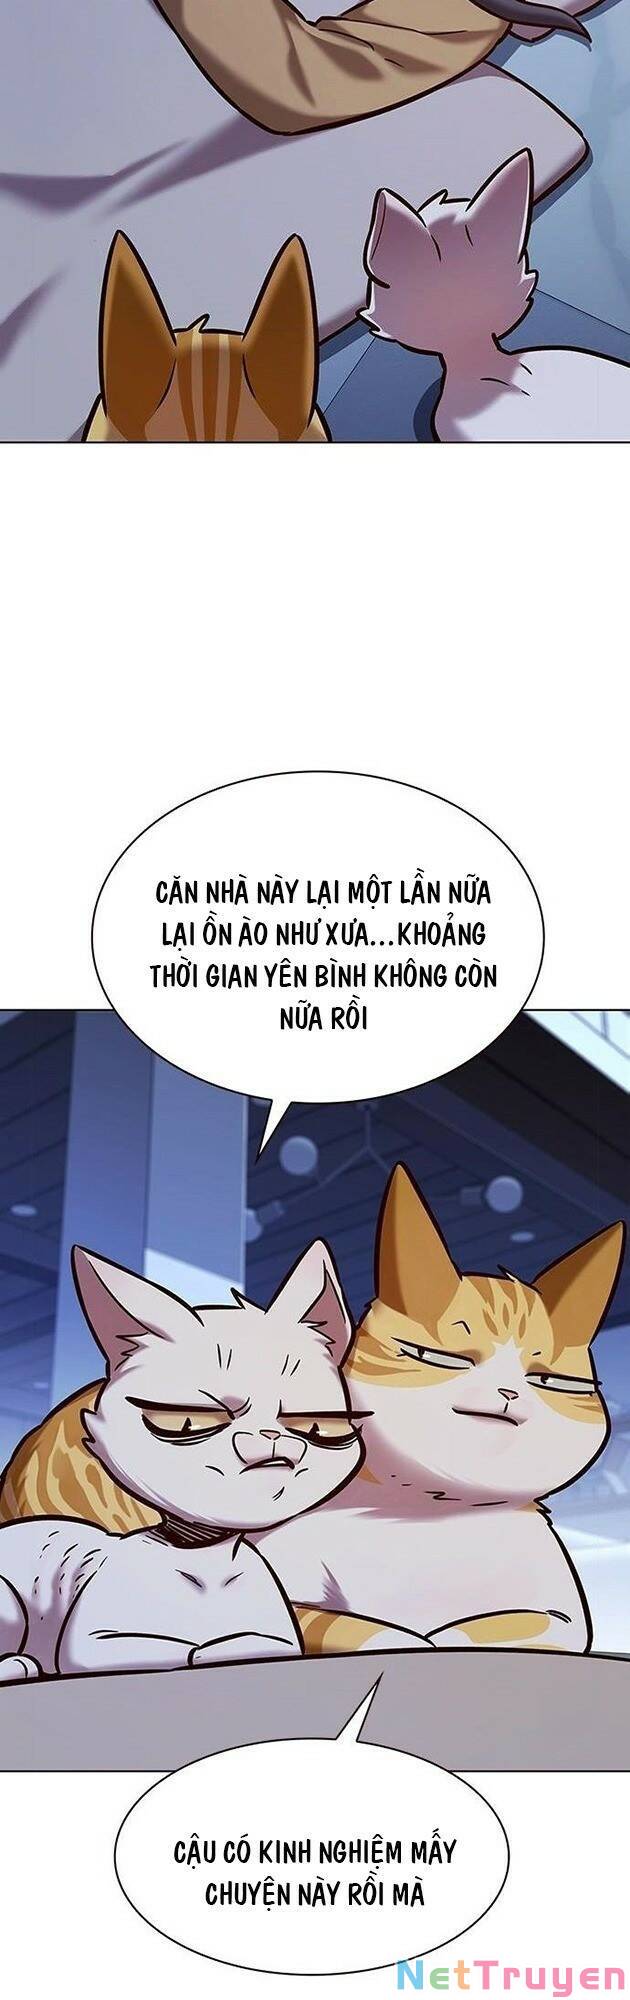 CĂN NHÀ NÀY LẠI MỘT LẦN NỮA
LẠI ỒN ÀO NHƯ XƯA...KHOẢNG
THỜI GIAN YÊN BÌNH KHÔNG CÒN
NỮA RỒI
CẬU CÓ KINH NGHIỆM MẤY
CHUYỆN NÀY RỒI MÀ
NetTruyen